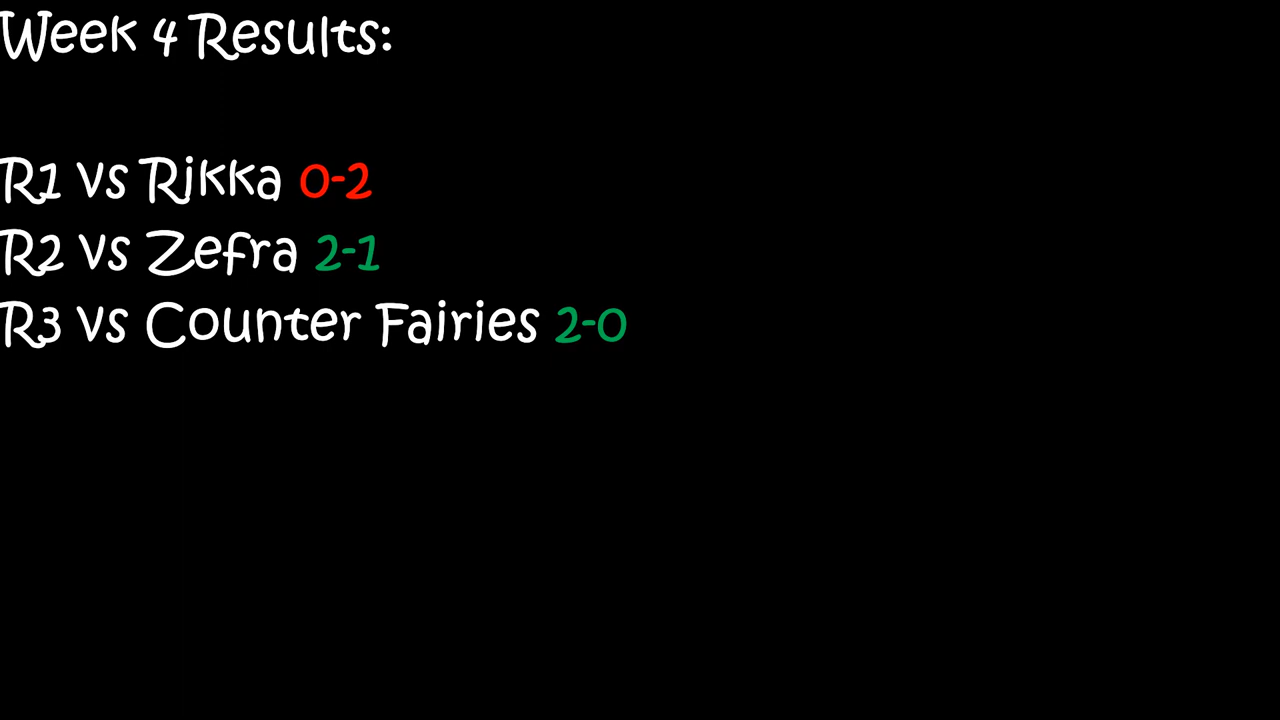 Week 4 Results:
R1 vs Rikka 0-2
R2 vs Zefra 2-1
R3 vs Counter Fairies 2-0